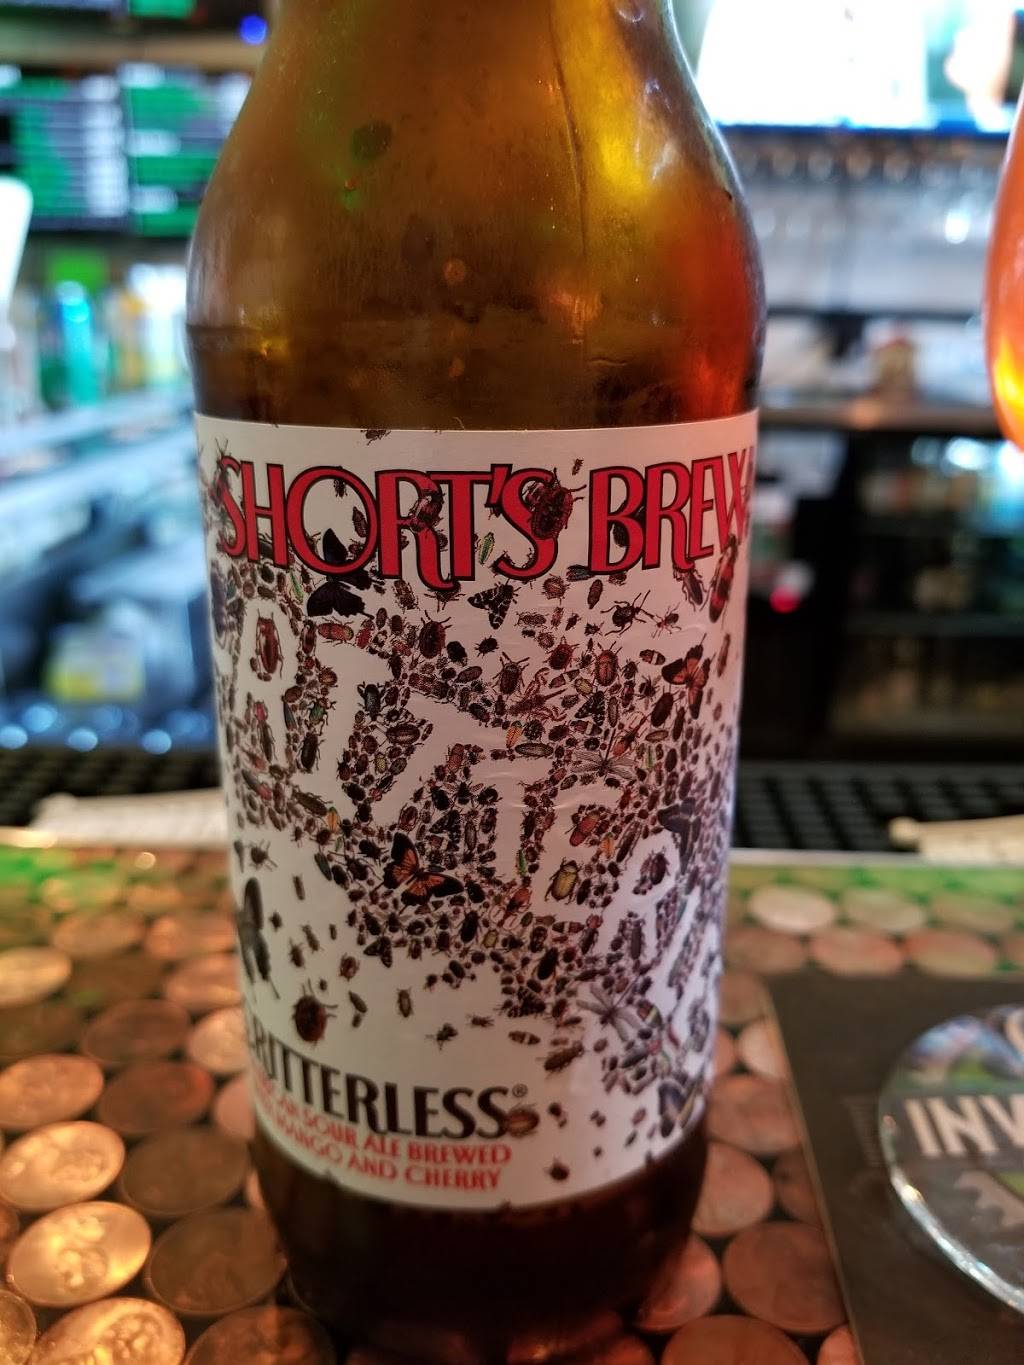 SHORT'S BREW
CRITTERLESS®
SOUR ALE BREWED
MANGO AND CHERRY
INV